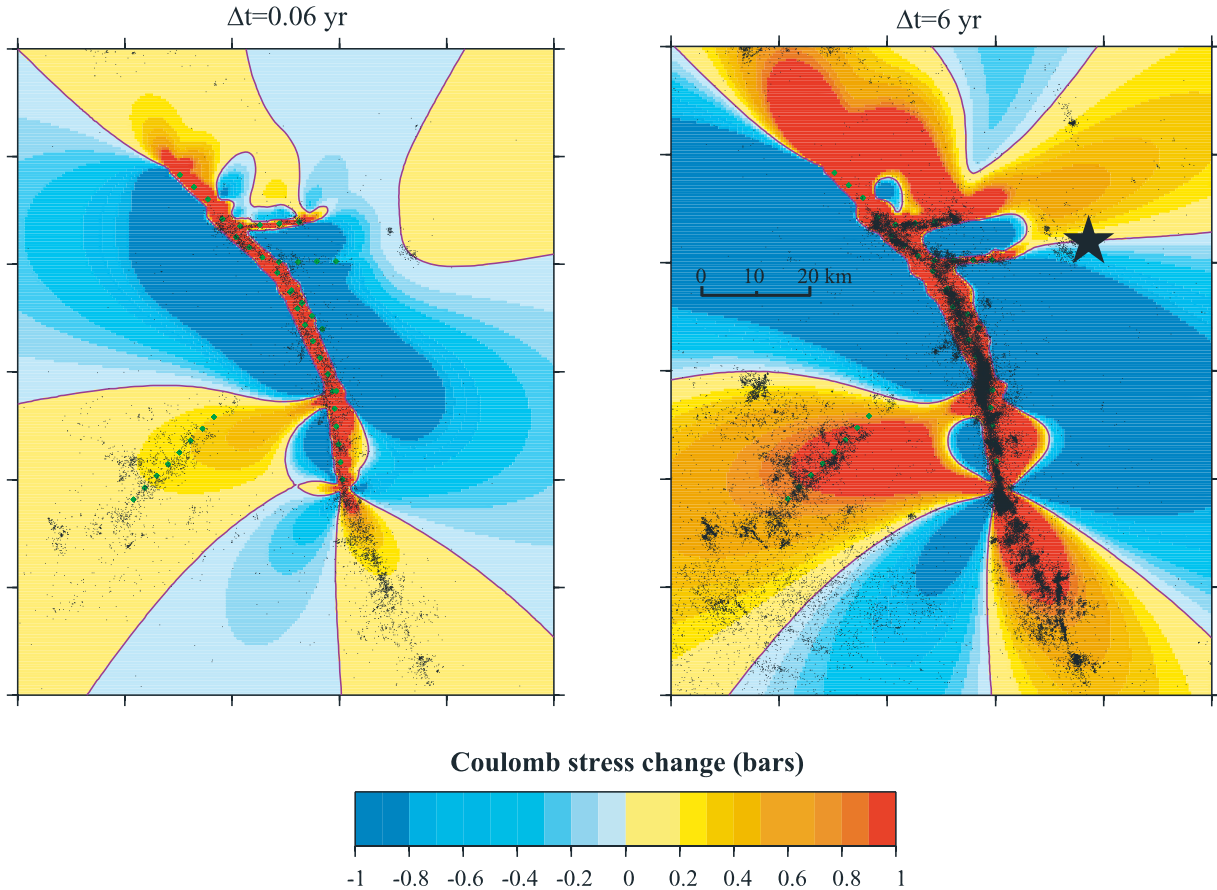 Δt=0.06 yr
Δt=6 yr
0 10 20 km
Coulomb stress change (bars)
-1 -0.8 -0.6 -0.4 -0.2 0 0.2 0.4 0.6 0.8 1